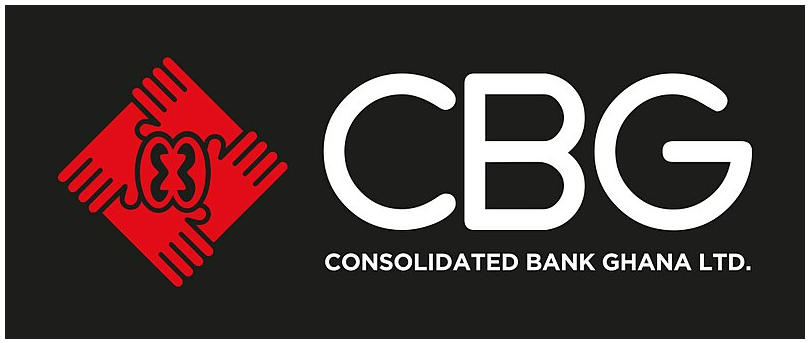 CBG
CONSOLIDATED BANK GHANA LTD.